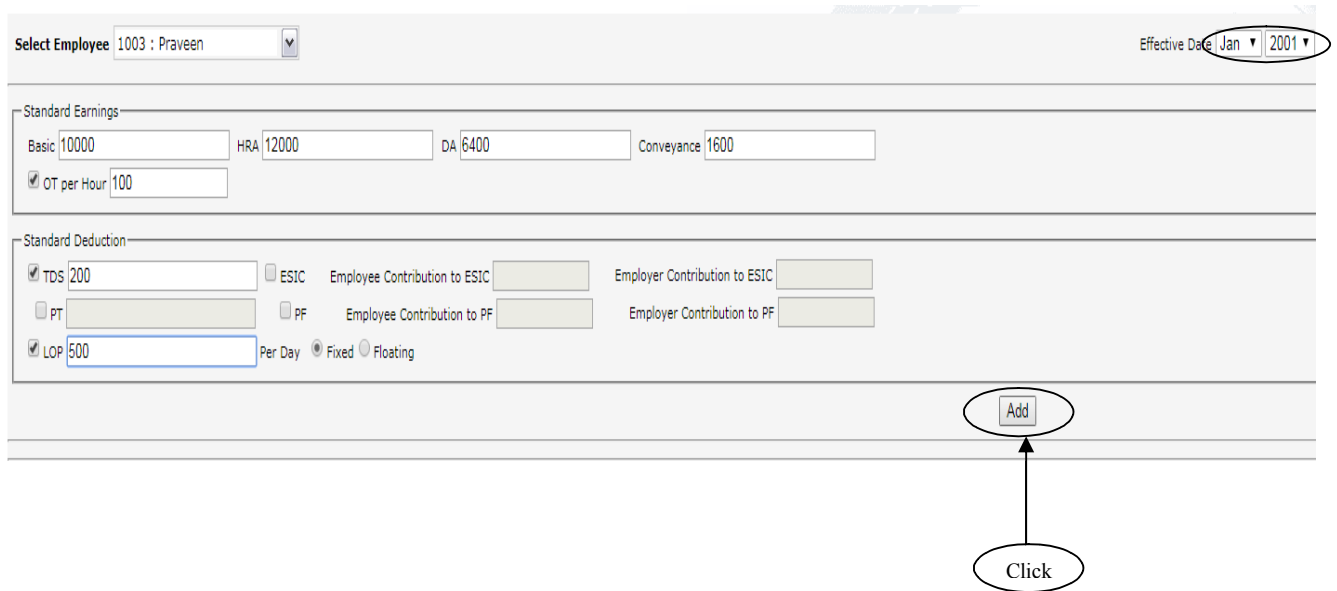 Select Employee 1003 : Praveen Effective Date Jan 2001
Standard Earnings
Basic 10000 HRA 12000 DA 6400 Conveyance 1600
OT per Hour 100
Standard Deduction
TDS 200 ESIC Employee Contribution to ESIC Employer Contribution to ESIC
PT PF Employee Contribution to PF Employer Contribution to PF
LOP 500 Per Day Fixed Floating
Add
Click